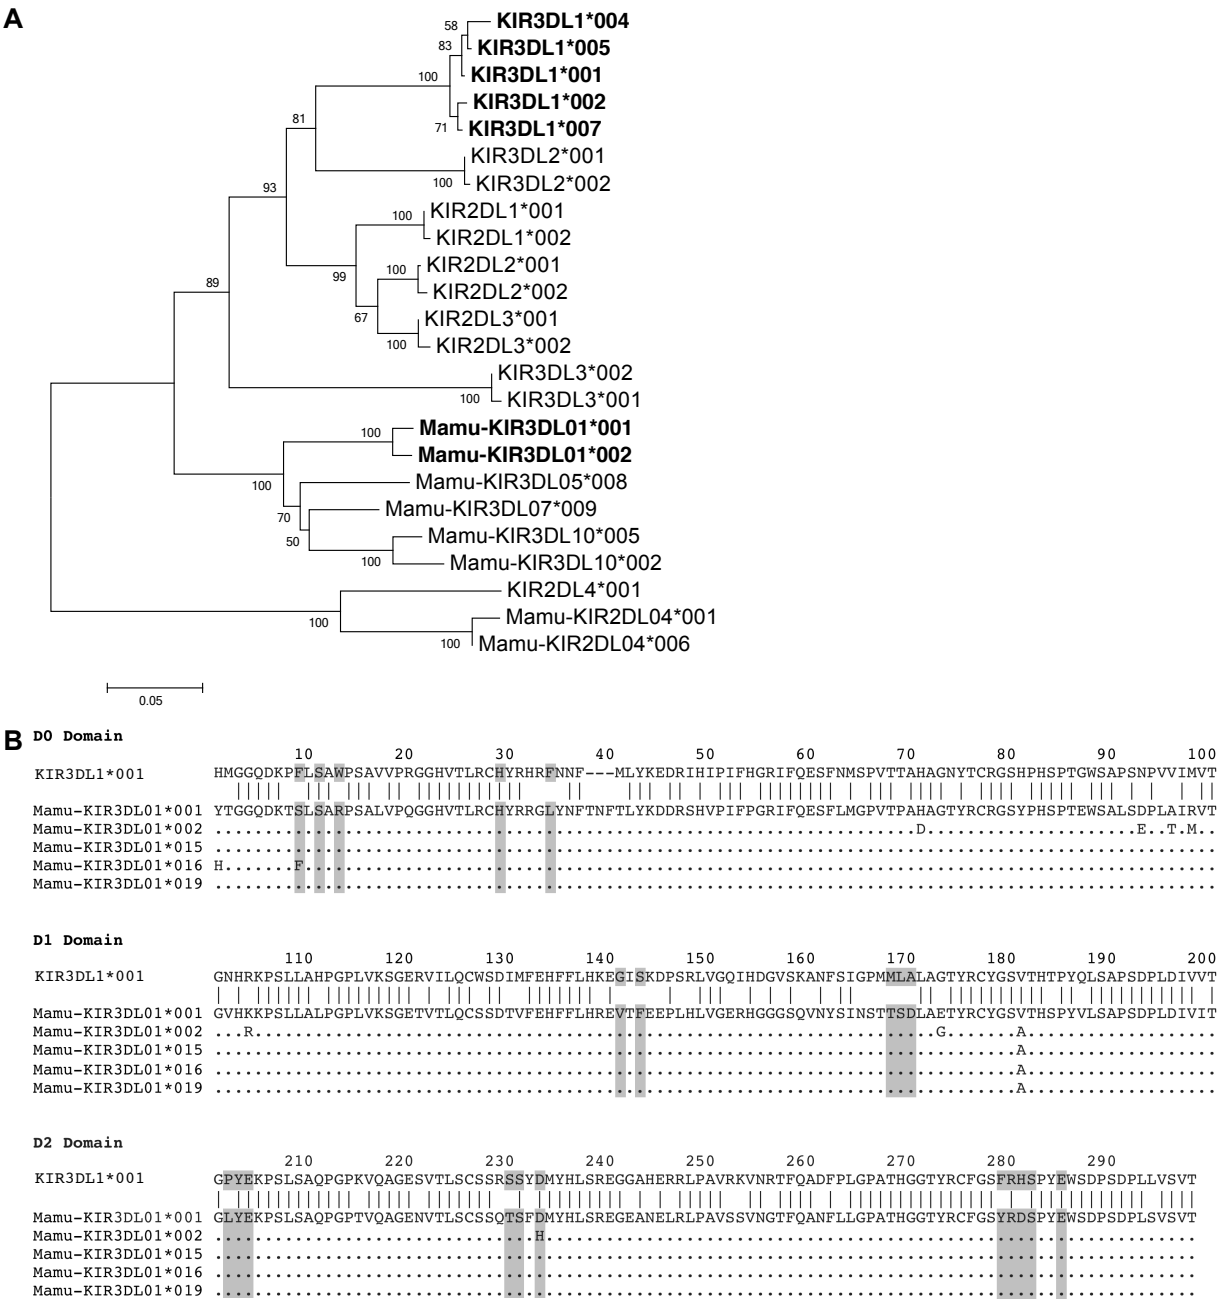 A
58
KIR3DL1*004
83
KIR3DL1*005
100
KIR3DL1*001
KIR3DL1*002
81
71
KIR3DL1*007
KIR3DL2*001
100
KIR3DL2*002
93
KIR2DL1*001
100
KIR2DL1*002
99
100
KIR2DL2*001
KIR2DL2*002
89
67
KIR2DL3*001
100
KIR2DL3*002
KIR3DL3*002
100
KIR3DL3*001
100
Mamu-KIR3DL01*001
Mamu-KIR3DL01*002
100
Mamu-KIR3DL05*008
70
Mamu-KIR3DL07*009
50
Mamu-KIR3DL10*005
100
Mamu-KIR3DL10*002
KIR2DL4*001
100
Mamu-KIR2DL04*001
100
Mamu-KIR2DL04*006
0.05
B D0 Domain
10 20 30 40 50 60 70 80 90 100
KIR3DL1*001 HMGGQDKPFLSAWPSAVVPRGGHVTLRCHYRHRFNNF---MLYKEDRIHIPIFHGRIFQESFNMSPVTTAHAGNYTCRGSHPHSPTGWSAPSNPVVIMVT
Mamu-KIR3DL01*001 YTGGQDKTSLSARPSALVPQGGHVTLRCHYRRGLYNFTNFTLYKDDRSHVPIFPGRIFQESFLMGPVTPAHAGTYRCRGSYPHSPTEWSALSDPLAIRVT
Mamu-KIR3DL01*002 ......................................................................D.....................E..T.M..
Mamu-KIR3DL01*015 ....................................................................................................
Mamu-KIR3DL01*016 H.......F...........................................................................................
Mamu-KIR3DL01*019 ....................................................................................................
D1 Domain
110 120 130 140 150 160 170 180 190 200
KIR3DL1*001 GNHRKPSLLAHPGPLVKSGERVILQCWSDIMFEHFFLHKEGISKDPSRLVGQIHDGVSKANFSIGPMMLALAGTYRCYGSVTHTPYQLSAPSDPLDIVVT
Mamu-KIR3DL01*001 GVHKKPSLLALPGPLVKSGETVTLQCSSDTVFEHFFLHREVTFEEPLHLVGERHGGGSQVNYSINSTTSDLAETYRCYGSVTHSPYVLSAPSDPLDIVIT
Mamu-KIR3DL01*002 ...R....................................................................G.......A...................
Mamu-KIR3DL01*015 ................................................................................A...................
Mamu-KIR3DL01*016 ................................................................................A...................
Mamu-KIR3DL01*019 ................................................................................A...................
D2 Domain
210 220 230 240 250 260 270 280 290
KIR3DL1*001 GPYEKPSLSAQPGPKVQAGESVTLSCSSRSSYDMYHLSREGGAHERRLPAVRKVNRTFQADFPLGPATHGGTYRCFGSFRHSPYEWSDPSDPLLVSVT
Mamu-KIR3DL01*001 GLYEKPSLSAQPGPTVQAGENVTLSCSSQTSFDMYHLSREGEANELRLPAVSSVNGTFQANFLLGPATHGGTYRCFGSYRDSPYEWSDPSDPLSVSVT
Mamu-KIR3DL01*002 ................................H.................................................................
Mamu-KIR3DL01*015 ..................................................................................................
Mamu-KIR3DL01*016 ..................................................................................................
Mamu-KIR3DL01*019 ..................................................................................................